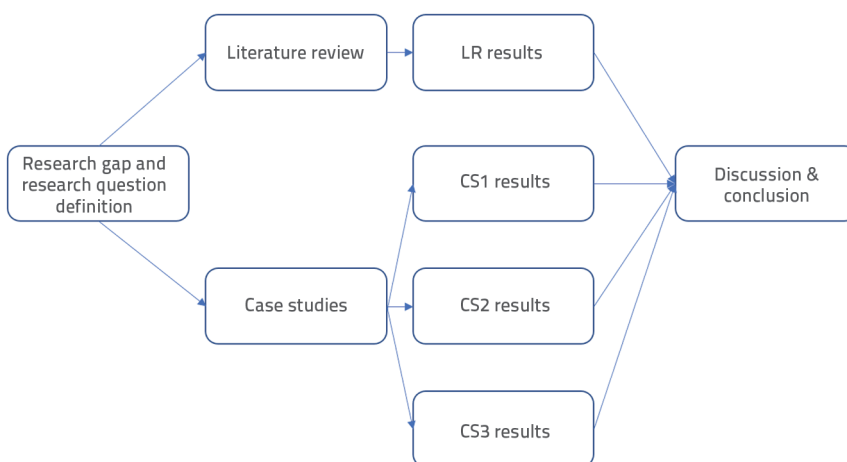 Literature review
LR results
Research gap and
research question
definition
CS1 results
Discussion &
conclusion
Case studies
CS2 results
CS3 results